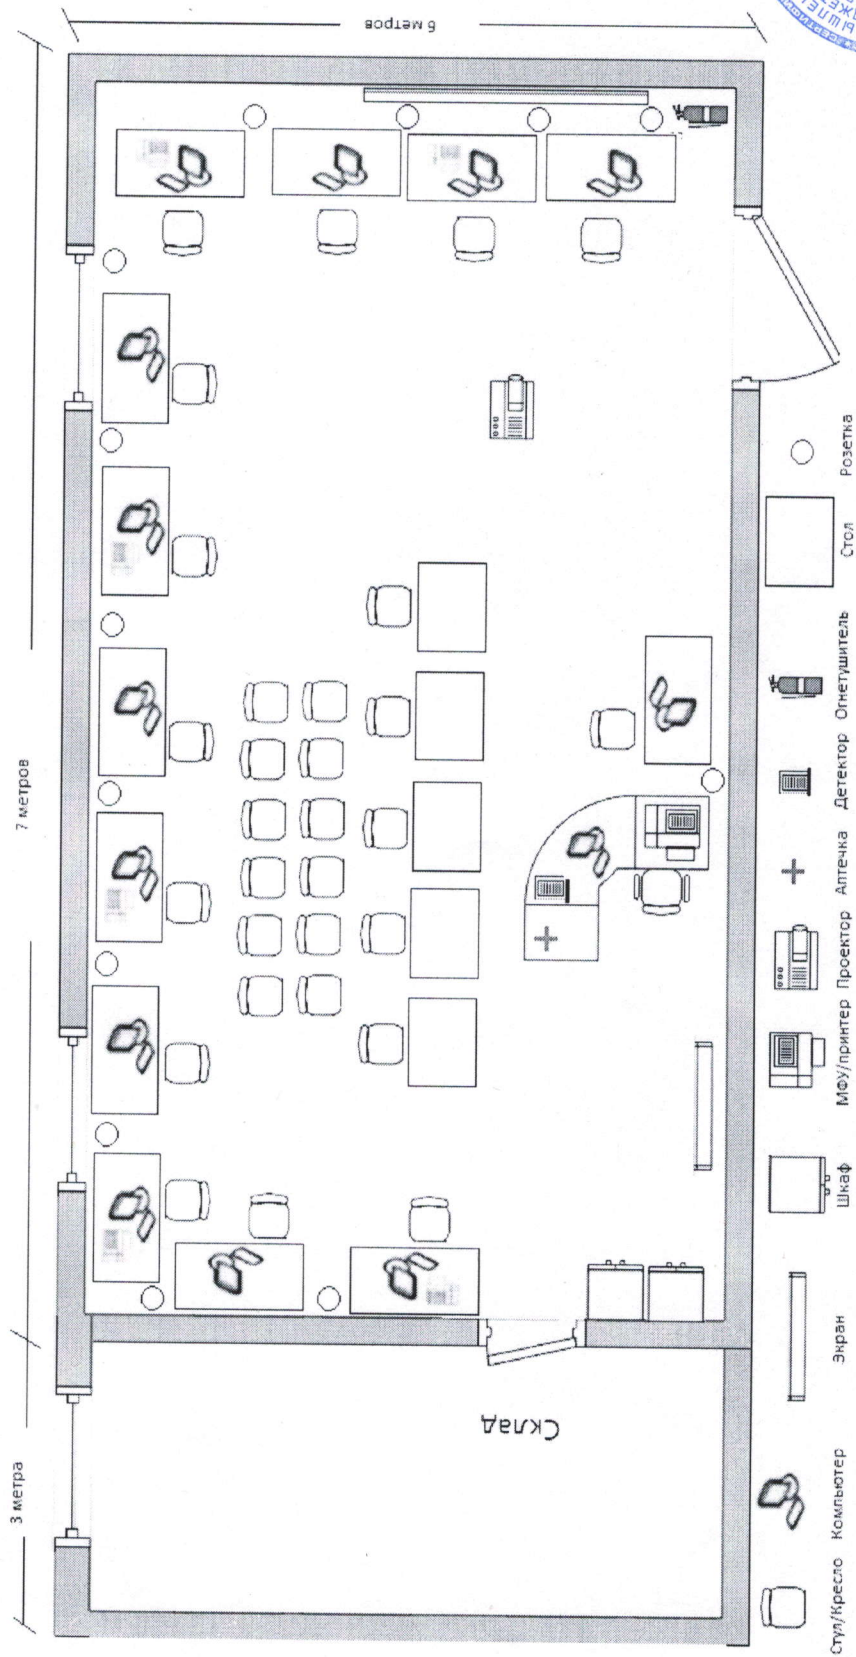 3 метра
7 метров
6 метров
Склад
Стул/Кресло
Компьютер
Экран
Шкаф
МФУ/принтер
Проектор
Аптечка
Детектор
Огнетушитель
Стол
Розетка